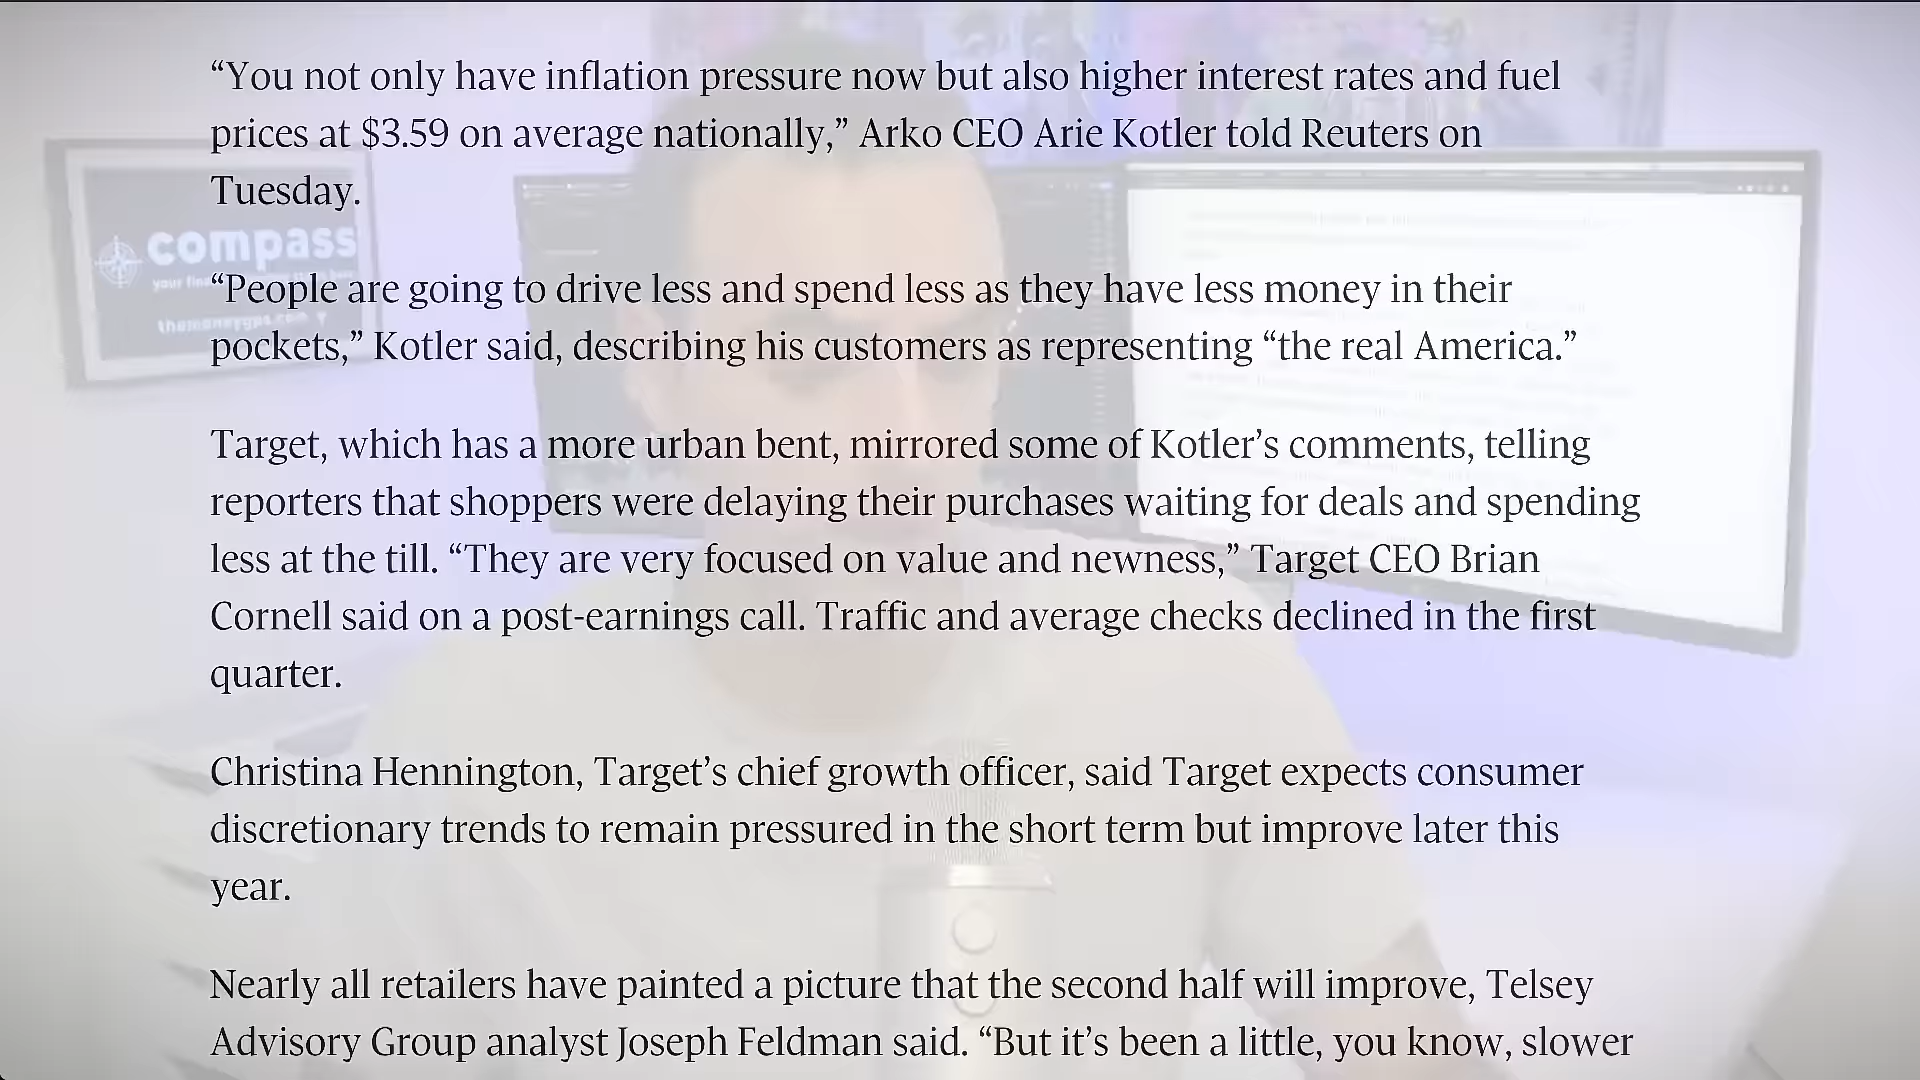 “You not only have inflation pressure now but also higher interest rates and fuel
prices at $3.59 on average nationally,” Arko CEO Arie Kotler told Reuters on
Tuesday.
compass
themoneygps.com
“People are going to drive less and spend less as they have less money in their
pockets,” Kotler said, describing his customers as representing “the real America.”
Target, which has a more urban bent, mirrored some of Kotler’s comments, telling
reporters that shoppers were delaying their purchases waiting for deals and spending
less at the till. “They are very focused on value and newness,” Target CEO Brian
Cornell said on a post-earnings call. Traffic and average checks declined in the first
quarter.
Christina Hennington, Target’s chief growth officer, said Target expects consumer
discretionary trends to remain pressured in the short term but improve later this
year.
Nearly all retailers have painted a picture that the second half will improve, Telsey
Advisory Group analyst Joseph Feldman said. “But it’s been a little, you know, slower